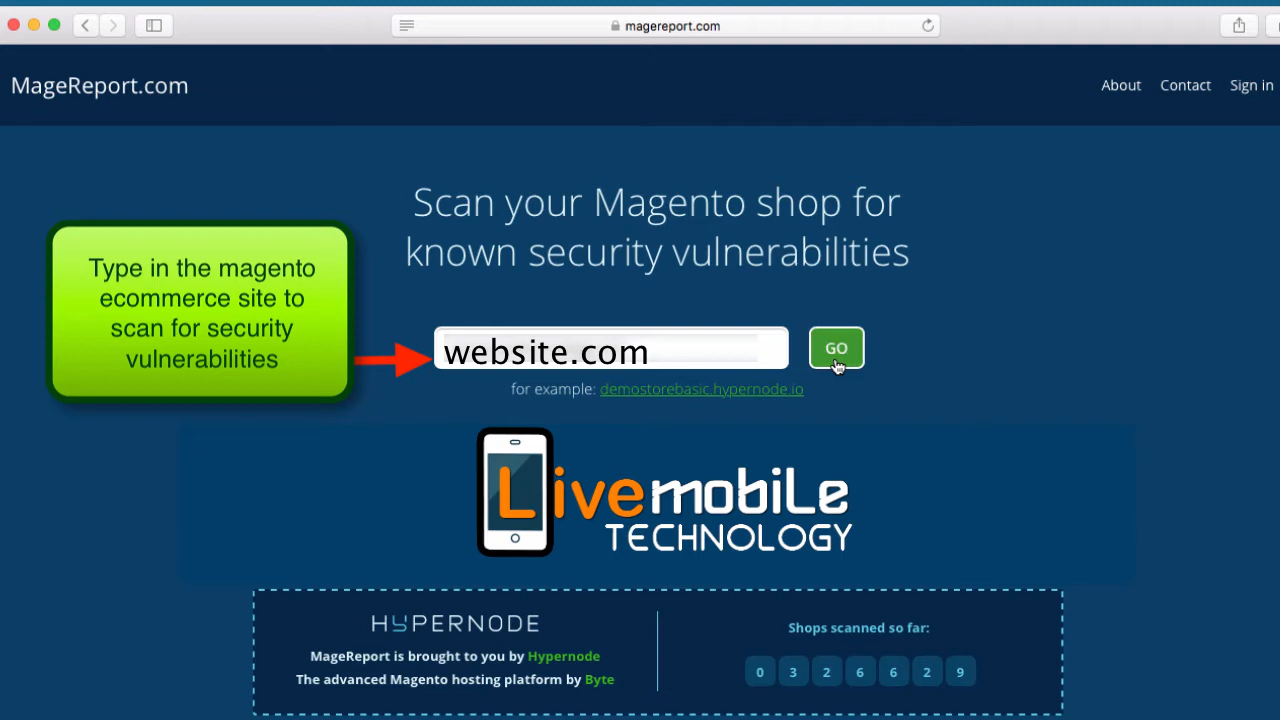 magereport.com
MageReport.com
About Contact Sign in
Scan your Magento shop for
known security vulnerabilities
Type in the magento
ecommerce site to
scan for security
vulnerabilities
website.com
GO
for example: demostorebasic.hypernode.io
Livemobile
TECHNOLOGY
HYPERNODE
MageReport is brought to you by Hypernode
The advanced Magento hosting platform by Byte
Shops scanned so far:
0 3 2 6 6 2 9